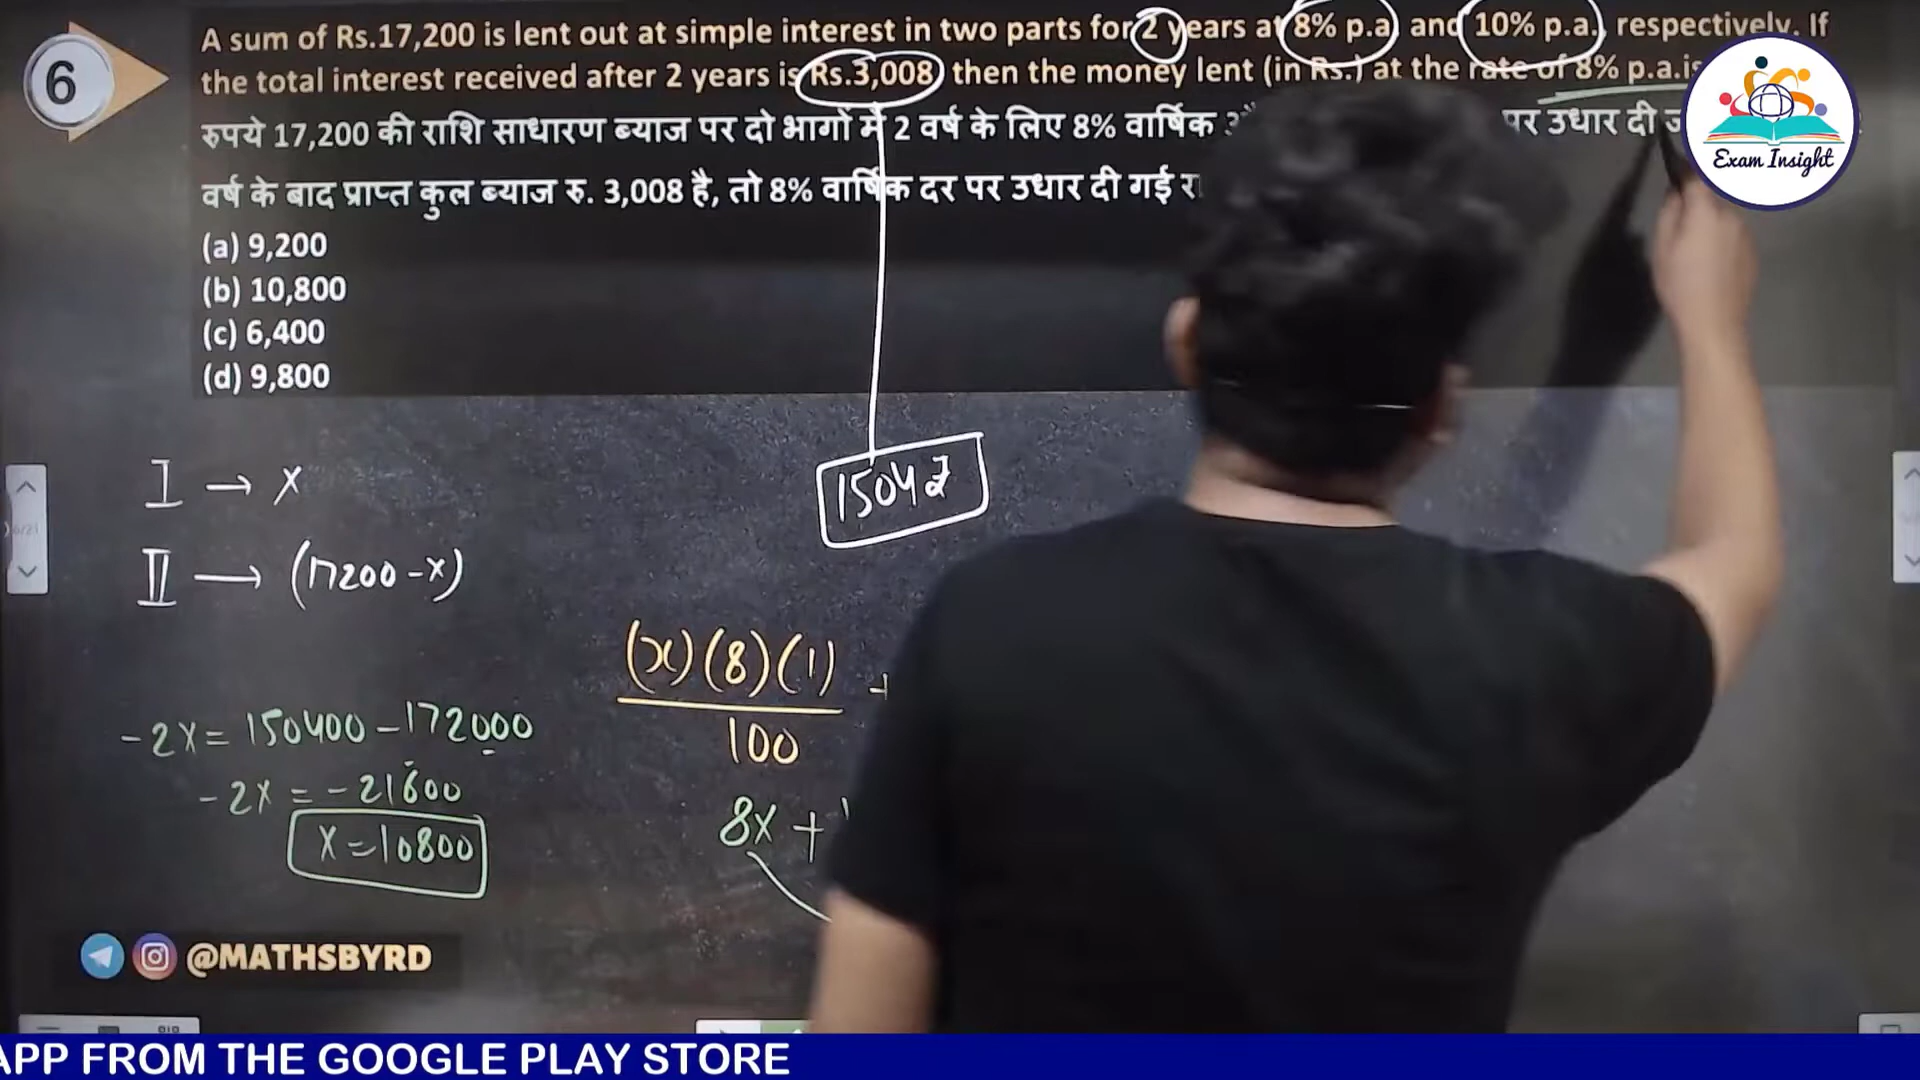 6
A sum of Rs.17,200 is lent out at simple interest in two parts for 2 years at 8% p.a. and 10% p.a. respectively. If
the total interest received after 2 years is Rs.3,008 then the money lent (in Rs.) at the rate of 8% p.a.is
रुपये 17,200 की राशि साधारण ब्याज पर दो भागों में 2 वर्ष के लिए 8% वार्षिक पर उधार दी
वर्ष के बाद प्राप्त कुल ब्याज रु. 3,008 है, तो 8% वार्षिक दर पर उधार दी गई
(a) 9,200
(b) 10,800
(c) 6,400
(d) 9,800
Exam Insight
1504₹
I → x
II → (17200-x)
(x)(8)(1) +
100
8x +
-2x = 150400 - 172000
-2x = -21600
x = 10800
@MATHSBYRD
APP FROM THE GOOGLE PLAY STORE